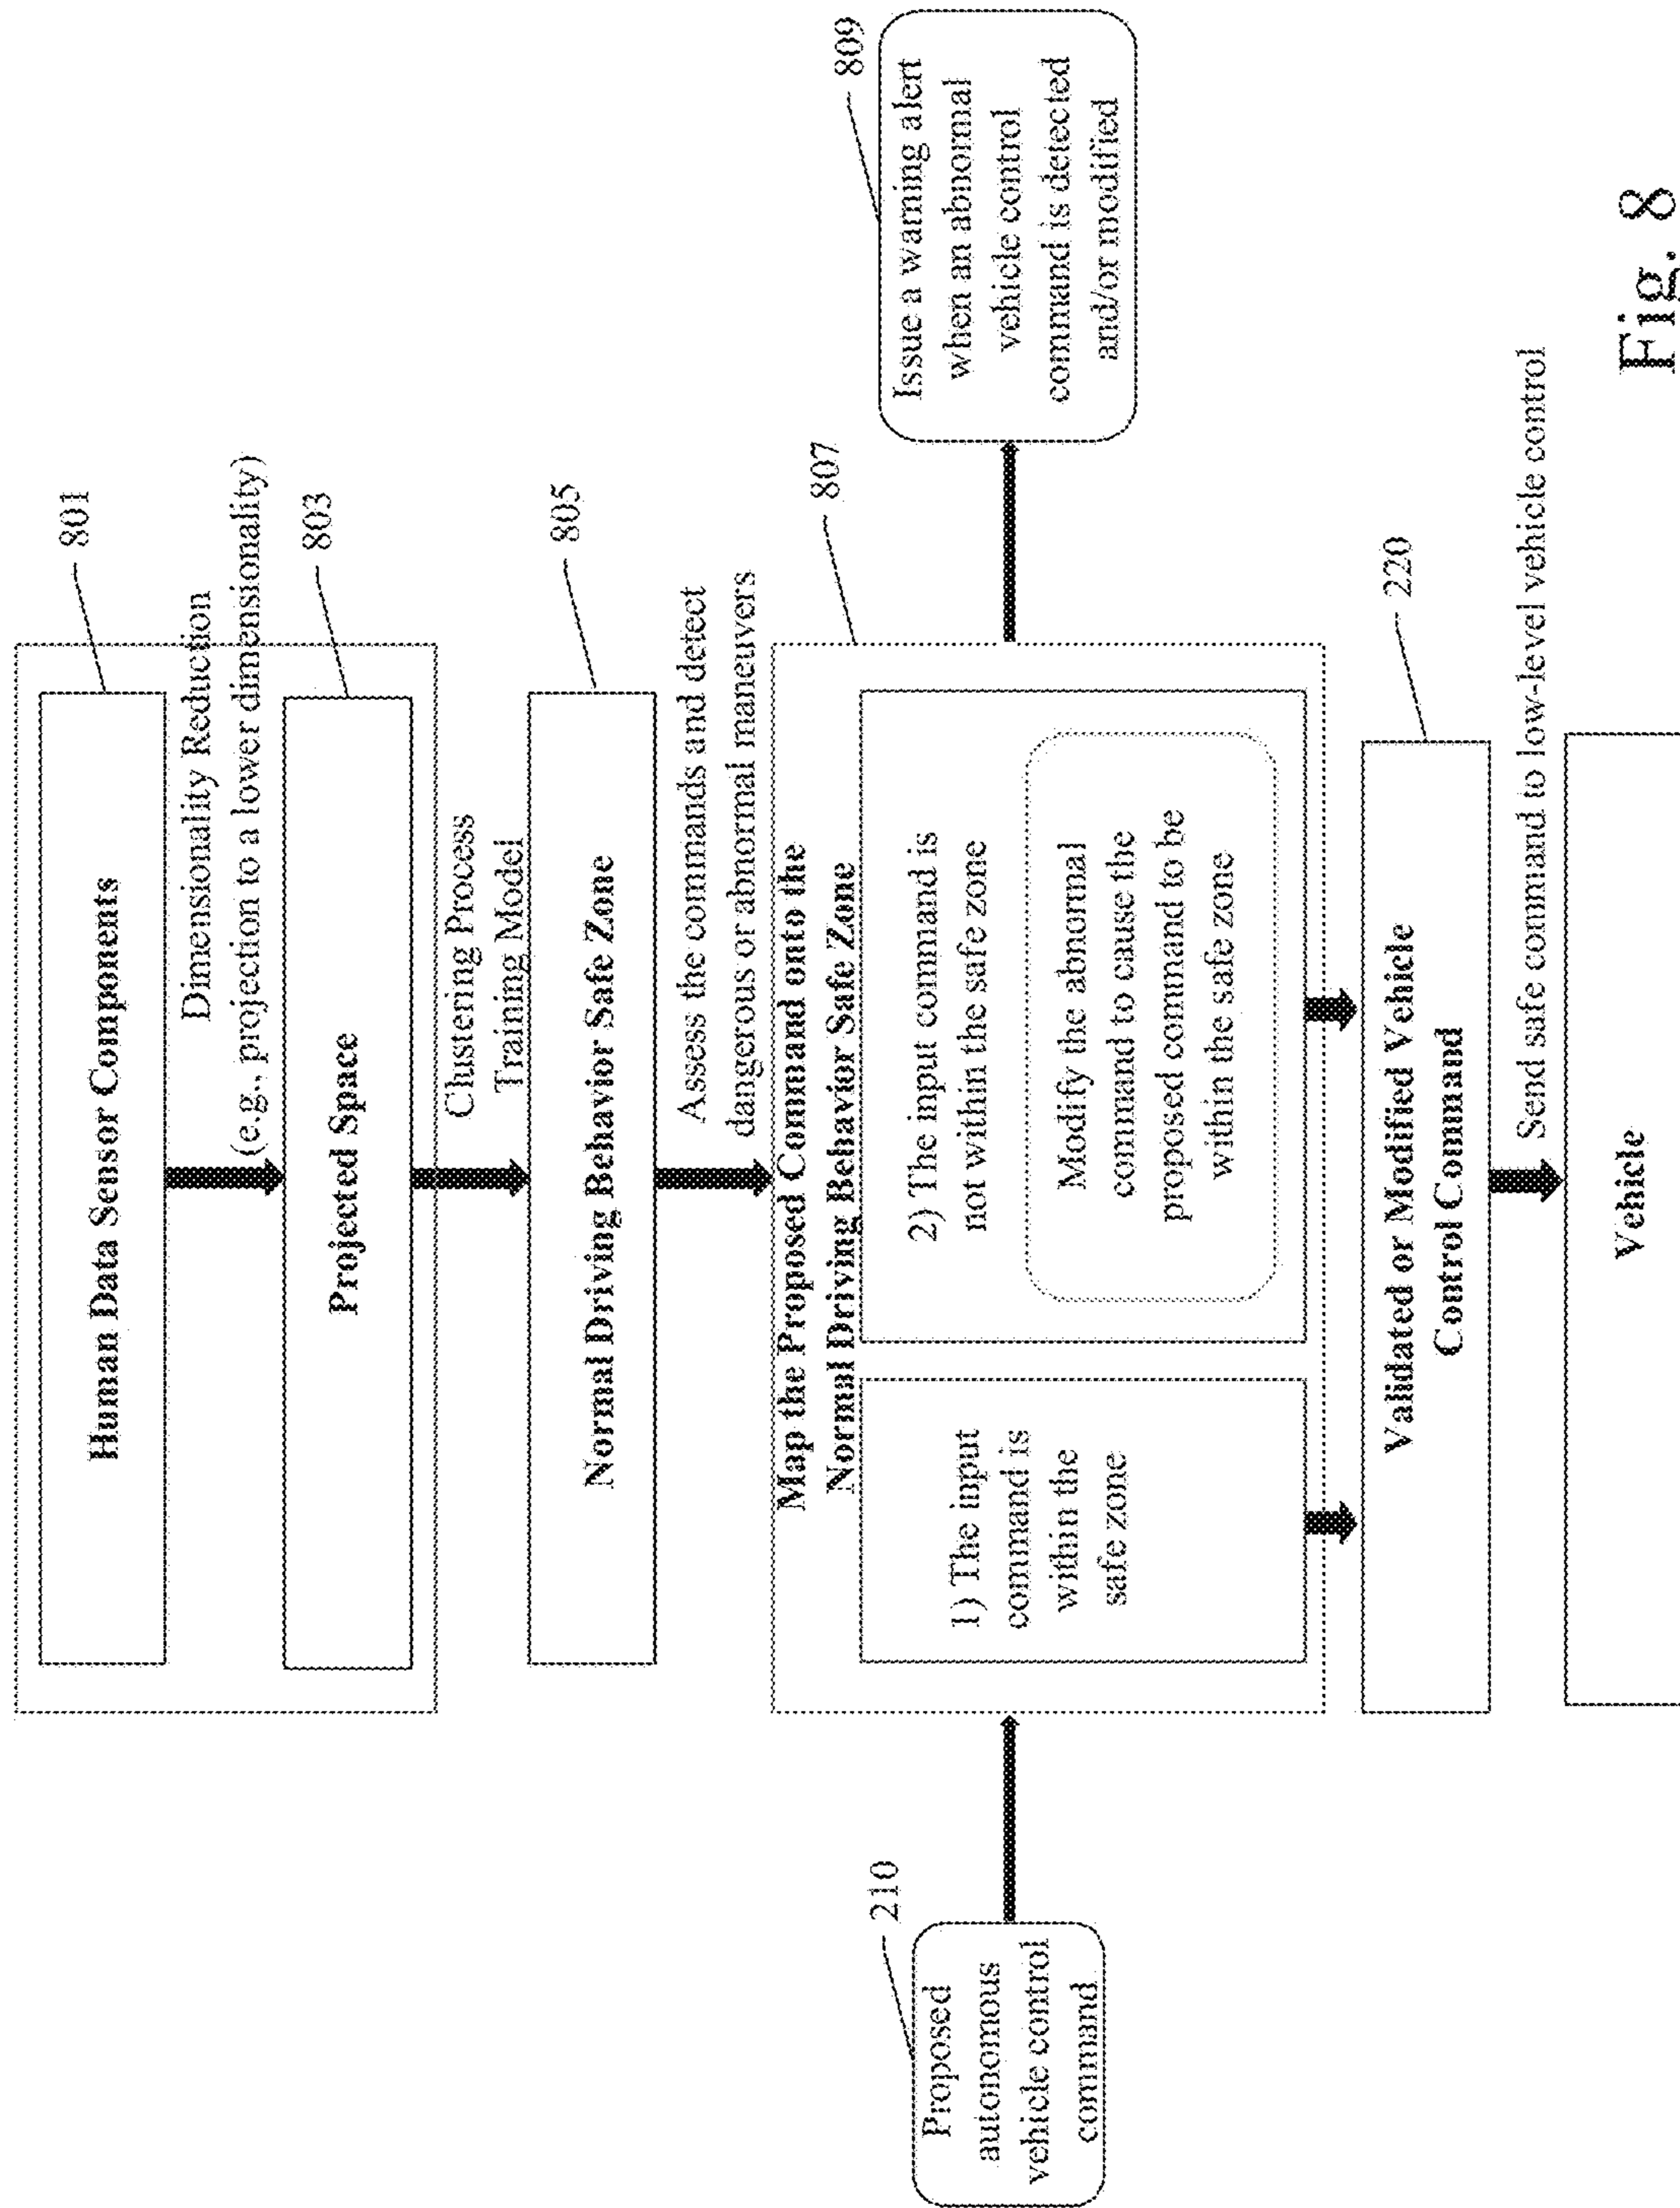 801
Human Data Sensor Components
Dimensionality Reduction
(e.g., projection to a lower dimensionality)
803
Projected Space
Clustering Process
Training Model
805
Normal Driving Behavior Safe Zone
Assess the commands and detect
dangerous or abnormal maneuvers
807
Map the Proposed Command onto the
Normal Driving Behavior Safe Zone
210
Proposed
autonomous
vehicle control
command
1) The input
command is
within the
safe zone
2) The input command is
not within the safe zone
Modify the abnormal
command to cause the
proposed command to be
within the safe zone
809
Issue a warning alert
when an abnormal
vehicle control
command is detected
and/or modified
220
Validated or Modified Vehicle
Control Command
Send safe command to low-level vehicle control
Vehicle
Fig. 8